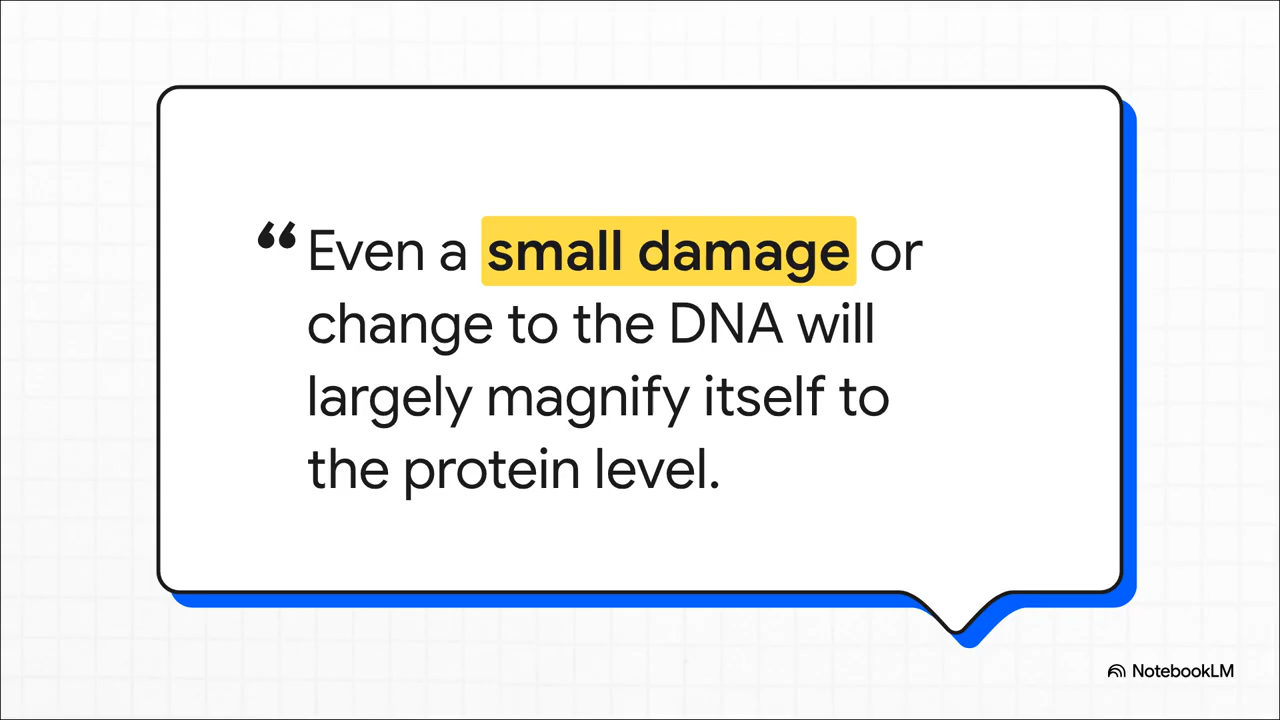 “Even a small damage or
change to the DNA will
largely magnify itself to
the protein level.
NotebookLM